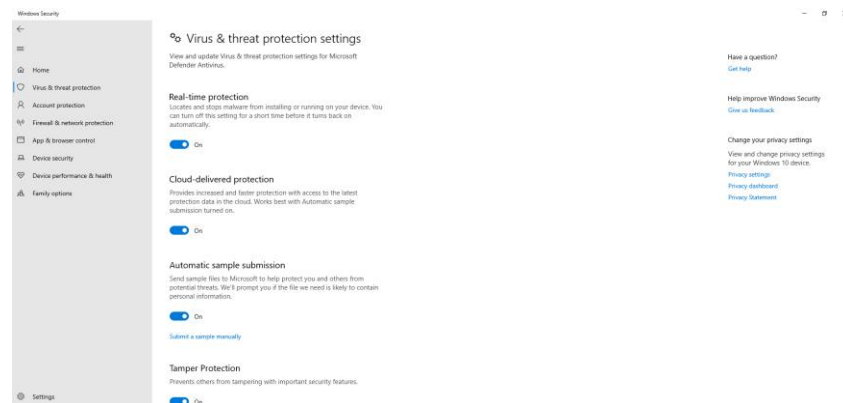 Windows Security
Home
Virus & threat protection
Account protection
Firewall & network protection
App & browser control
Device security
Device performance & health
Family options
Settings
Virus & threat protection settings
View and update Virus & threat protection settings for Microsoft
Defender Antivirus.
Real-time protection
Locates and stops malware from installing or running on your device. You
can turn off this setting for a short time before it turns back on
automatically.
On
Cloud-delivered protection
Provides increased and faster protection with access to the latest
protection data in the cloud. Works best with Automatic sample
submission turned on.
On
Automatic sample submission
Send sample files to Microsoft to help protect you and others from
potential threats. We'll prompt you if the file we need is likely to contain
personal information.
On
Submit a sample manually
Tamper Protection
Prevents others from tampering with important security features.
On
Have a question?
Get help
Help improve Windows Security
Give us feedback
Change your privacy settings
View and change privacy settings
for your Windows 10 device.
Privacy settings
Privacy dashboard
Privacy Statement